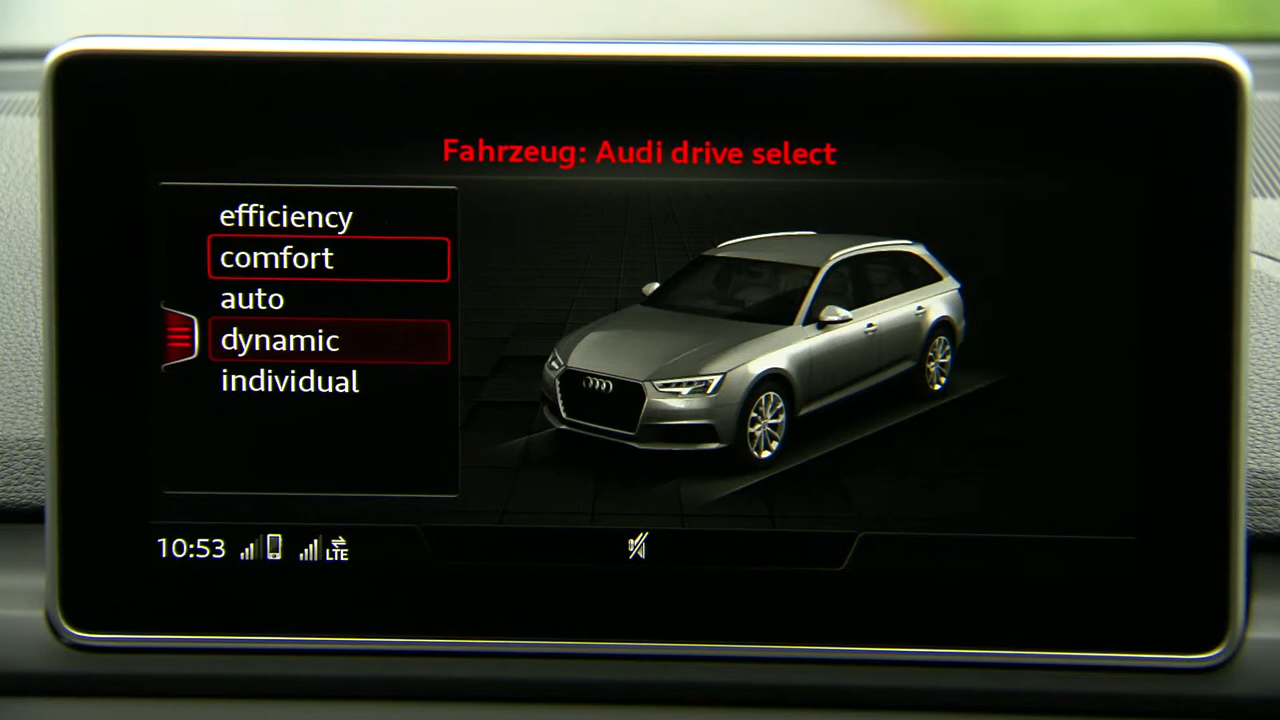 Fahrzeug: Audi drive select
efficiency
comfort
auto
dynamic
individual
10:53
LTE